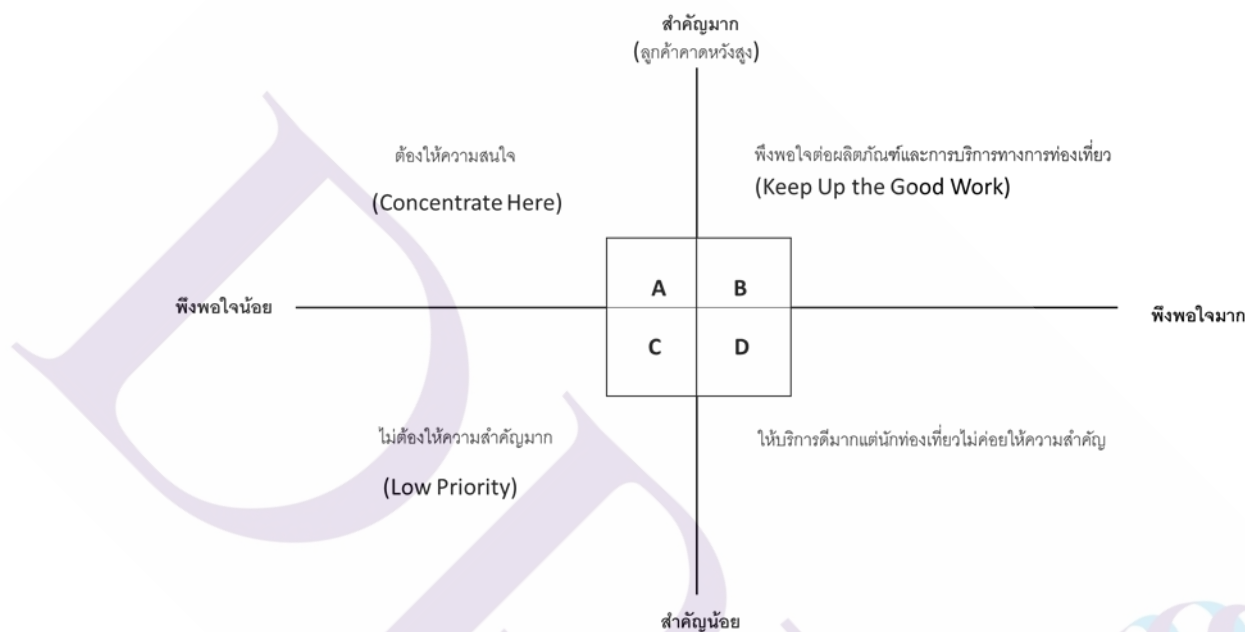 สำคัญมาก
(ลูกค้าคาดหวังสูง)
ต้องให้ความสนใจ
(Concentrate Here)
พึงพอใจต่อผลิตภัณฑ์และการบริการทางการท่องเที่ยว
(Keep Up the Good Work)
A
B
พึงพอใจน้อย
พึงพอใจมาก
C
D
ไม่ต้องให้ความสำคัญมาก
(Low Priority)
ให้บริการดีมากแต่นักท่องเที่ยวไม่ค่อยให้ความสำคัญ
สำคัญน้อย